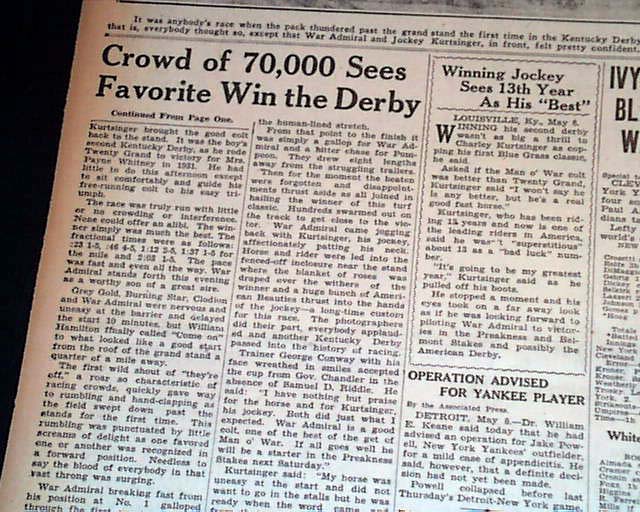 It was anybody's race when the pack thundered past the grand stand the first time in the Kentucky Derby
that is, everybody thought so, except that War Admiral and Jockey Kurtsinger, in front, felt pretty confident.
Crowd of 70,000 Sees
Favorite Win the Derby
Continued From Page One.
Kurtsinger brought the good colt
back to the stand. It was the boy's
second Kentucky Derby, as he rode
Twenty Grand to victory for Mrs.
Payne Whitney in 1931. He had
little to do this afternoon except
to sit comfortably and guide his
free-running colt to his easy tri-
umph.
The race was truly run with little
or no crowding or interference.
None could offer an alibi. The win-
ner simply was much the best. The
fractional times were as follows:
:23 1-5, :46 4-5, 1:12 2-5, 1:37 1-5 for
the mile and 2:03 1-5. The pace
was fast and even all the way. War
Admiral stands forth this evening
as a worthy son of a great sire.
Grey Gold, Burning Star, Clodion
and War Admiral were nervous and
uneasy at the barrier and delayed
the start 10 minutes, but William
Hamilton ffnally called "Come on"
to what looked like a good start
from the roof of the grand stand a
quarter of a mile away.
The first wild shout of "they're
off," a roar as characteristic of
racing crowds, quickly gave way
to rumbling and hand-clapping as
the field swept down past the
stands for the first time. This
rumbling was punctuated by little
screams of delight as one favored
one or another was recognized in
a forward position. Needless to
say the blood of everybody in that
vast throng was surging.
War Admiral breaking fast from
his position at No. 1 galloped
through the first
the human-lined stretch.
From that point to the finish it
was simply a gallop for War Ad-
miral and a bitter chase for Pom-
poon. They drew eight lengths
away from the struggling trailers.
Then for the moment the beaten
were forgotten and disappoint-
ments thrust aside as all joined in
hailing the winner of this turf
classic. Hundreds swarmed out on
the track to get close to the vic-
tor. War Admiral came jogging
back with Kurtsinger, his jockey,
affectionately patting his neck.
Horse and rider were led into the
fenced-off inclosure near the stand
where the blanket of roses was
draped over the withers of the
winner and a huge bunch of Ameri-
can Beauties thrust into the hands
of the jockey—a long-time custom
for this race. The photographers
did their part, everybody applaud-
ed and another Kentucky Derby
passed into the history of racing.
Trainer George Conway with his
face wrenthed in smiles accepted
the cup from Gov. Chandler in the
absence of Samuel D. Riddle. He
said: "I have nothing but praise
for the horse and for Kurtsinger,
his jockey. Both did just what I
expected. War Admiral is a good
colt, one of the best of the get of
Man o' War. If all goes well he
will be a starter in the Preakness
Stakes next Saturday."
Kurtsinger said: "My horse was
uneasy at the start and did not
want to go in the stalls but he was
ready when the word came and
Winning Jockey
Sees 13th Year
As His "Best"
LOUISVILLE, Ky., May 8.
WINNING his second derby
wasn't as big a thrill to
Charley Kurtsinger as cop-
ping his first Blue Grass classic,
he said.
Asked if the Man o' War colt
was better than Twenty Grand,
Kurtsinger said "I won't say he
is any better, but he's a real
good fast horse."
Kurtsinger, who has been rid-
ing 12 years and now is one of
the leading riders in America,
said he wasn't "superstitious
about 13 as a "bad luck" num-
ber.
"It's going to be my greatest
year," Kurtsinger said as he
pulled off his boots.
He stopped a moment and his
eyes took on a far away look
as if he was looking forward to
piloting War Admiral to victor-
ies in the Preakness and Bel-
mont Stakes and possibly the
American Derby.
OPERATION ADVISED
FOR YANKEE PLAYER
By the Associated Press.
DETROIT, May 8.—Dr. William
E. Keane said today that he had
advised an operation for Jake Pow-
ell, New York Yankees' outfielder,
for a mild case of appendicitis. He
said, however, that a definite deci-
sion had not yet been made.
Powell collapsed before last
Thursday's Detroit-New York game.
IVY
BL
W